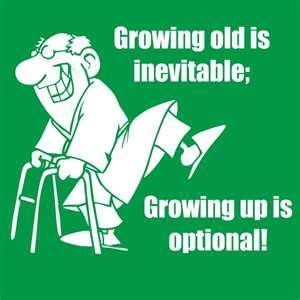 Growing old is
inevitable;
Growing up is
optional!